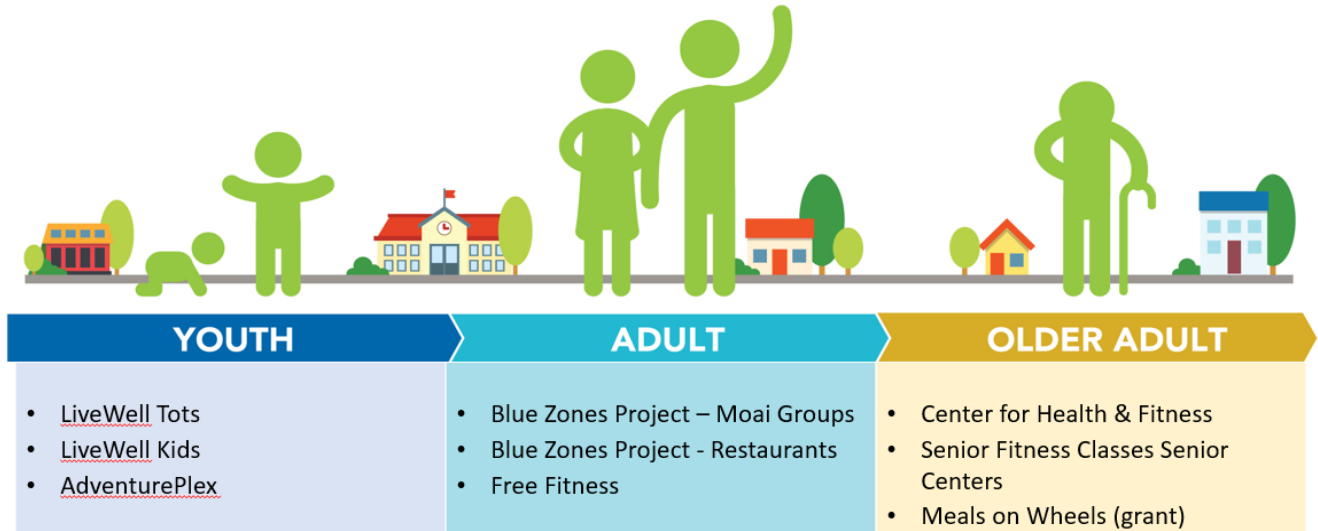 YOUTH
ADULT
OLDER ADULT
• LiveWell Tots
• LiveWell Kids
• AdventurePlex
• Blue Zones Project – Moai Groups
• Blue Zones Project - Restaurants
• Free Fitness
• Center for Health & Fitness
• Senior Fitness Classes Senior
Centers
• Meals on Wheels (grant)